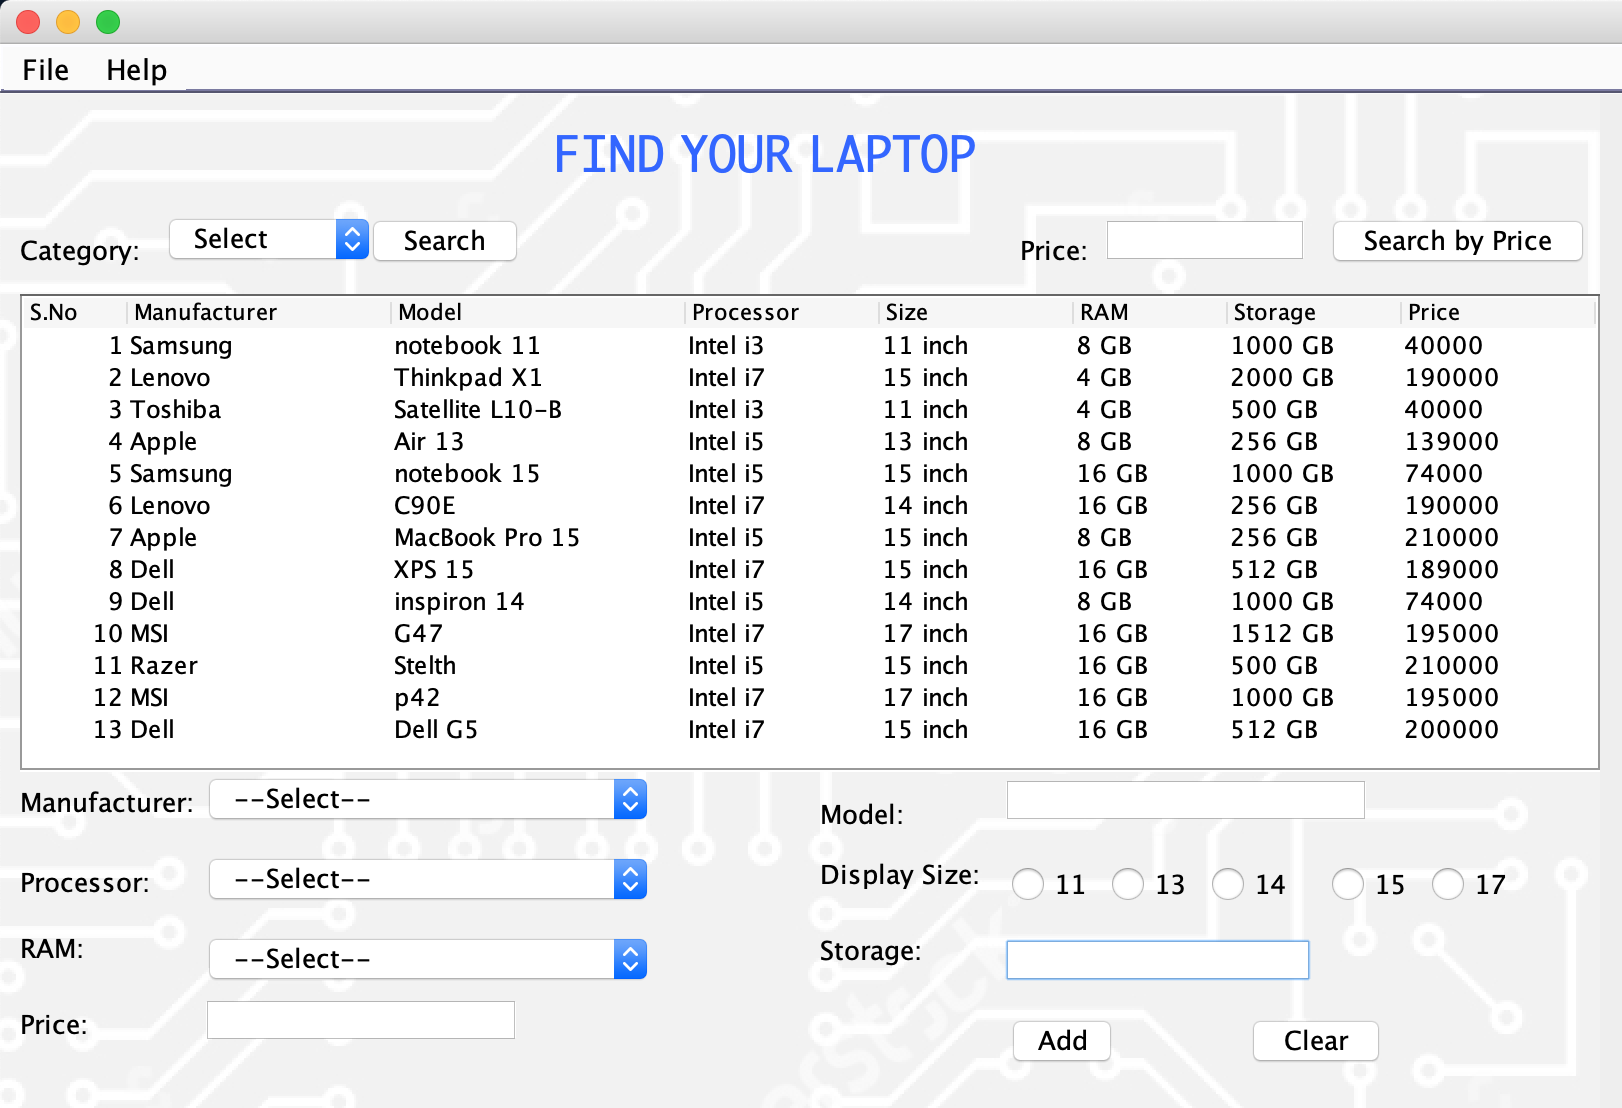 File Help
FIND YOUR LAPTOP
Category: Select Search Price: Search by Price
S.No Manufacturer Model Processor Size RAM Storage Price
1 Samsung notebook 11 Intel i3 11 inch 8 GB 1000 GB 40000
2 Lenovo Thinkpad X1 Intel i7 15 inch 4 GB 2000 GB 190000
3 Toshiba Satellite L10-B Intel i3 11 inch 4 GB 500 GB 40000
4 Apple Air 13 Intel i5 13 inch 8 GB 256 GB 139000
5 Samsung notebook 15 Intel i5 15 inch 16 GB 1000 GB 74000
6 Lenovo C90E Intel i7 14 inch 16 GB 256 GB 190000
7 Apple MacBook Pro 15 Intel i5 15 inch 8 GB 256 GB 210000
8 Dell XPS 15 Intel i7 15 inch 16 GB 512 GB 189000
9 Dell inspiron 14 Intel i5 14 inch 8 GB 1000 GB 74000
10 MSI G47 Intel i7 17 inch 16 GB 1512 GB 195000
11 Razer Stelth Intel i5 15 inch 16 GB 500 GB 210000
12 MSI p42 Intel i7 17 inch 16 GB 1000 GB 195000
13 Dell Dell G5 Intel i7 15 inch 16 GB 512 GB 200000
Manufacturer: --Select-- Model:
Processor: --Select-- Display Size: 11 13 14 15 17
RAM: --Select-- Storage:
Price:
Add Clear